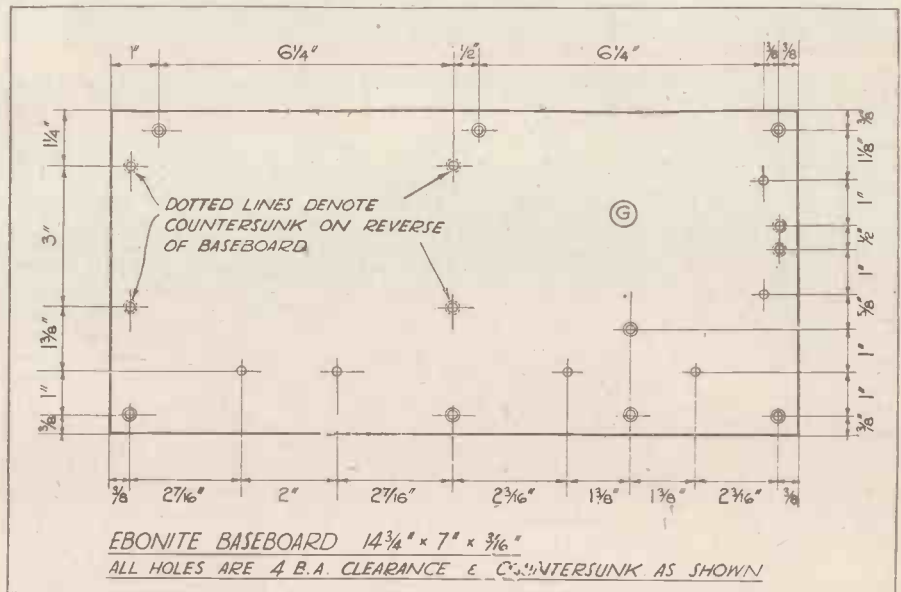 1" 6¼" ½" 6¼" ⅜ ⅜
1¼"
3"
1⅜"
1"
⅜"
DOTTED LINES DENOTE
COUNTERSUNK ON REVERSE
OF BASEBOARD
G
⅜"
1⅛"
1"
½"
1"
⅝"
1"
1"
⅜"
⅜ 2⁷⁄₁₆" 2" 2⁷⁄₁₆" 2³⁄₁₆" 1⅜" 1⅜" 2³⁄₁₆" ⅜
EBONITE BASEBOARD 14¾" × 7" × ³⁄₁₆"
ALL HOLES ARE 4 B.A. CLEARANCE & COUNTERSUNK AS SHOWN